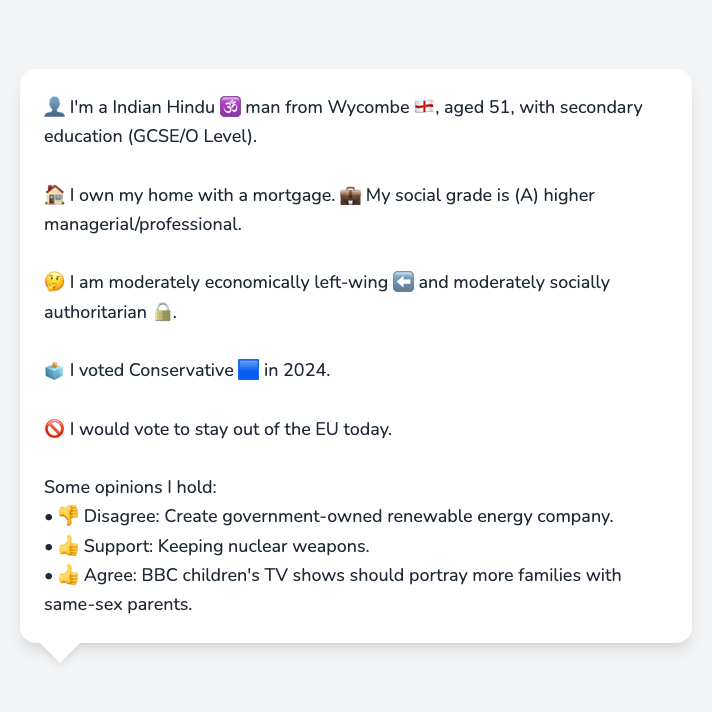 👤 I'm a Indian Hindu 🕉️ man from Wycombe 🏴󠁧󠁢󠁥󠁮󠁧󠁿, aged 51, with secondary
education (GCSE/O Level).
🏠 I own my home with a mortgage. 💼 My social grade is (A) higher
managerial/professional.
🤔 I am moderately economically left-wing ⬅️ and moderately socially
authoritarian 🔒.
🗳️ I voted Conservative 🟦 in 2024.
🚫 I would vote to stay out of the EU today.
Some opinions I hold:
• 👎 Disagree: Create government-owned renewable energy company.
• 👍 Support: Keeping nuclear weapons.
• 👍 Agree: BBC children's TV shows should portray more families with
same-sex parents.